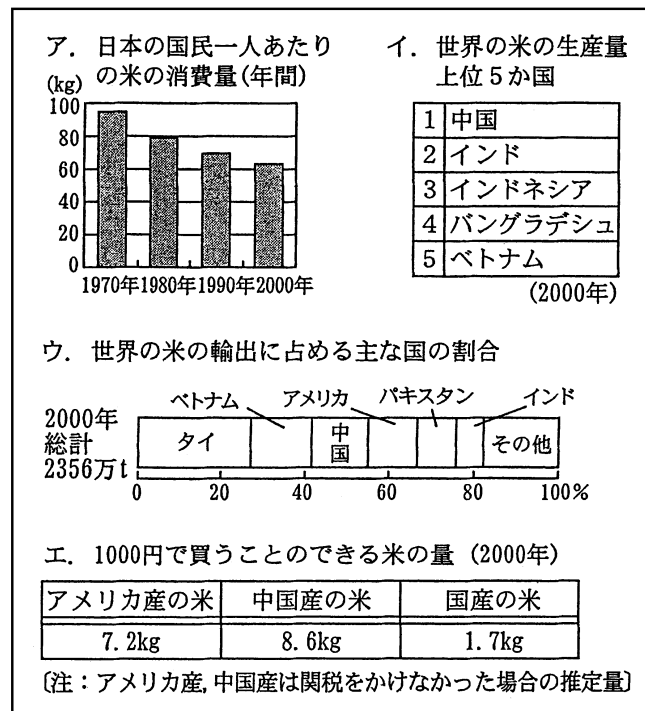 ア. 日本の国民一人あたりの米の消費量(年間)
(kg)
100
80
60
40
20
0
1970年 1980年 1990年 2000年
イ. 世界の米の生産量
上位5か国
1 中国
2 インド
3 インドネシア
4 バングラデシュ
5 ベトナム
(2000年)
ウ. 世界の米の輸出に占める主な国の割合
ベトナム アメリカ パキスタン インド
2000年
総計
2356万t
タイ 中国 その他
0 20 40 60 80 100%
エ. 1000円で買うことのできる米の量 (2000年)
アメリカ産の米 中国産の米 国産の米
7.2kg 8.6kg 1.7kg
〔注：アメリカ産,中国産は関税をかけなかった場合の推定量〕